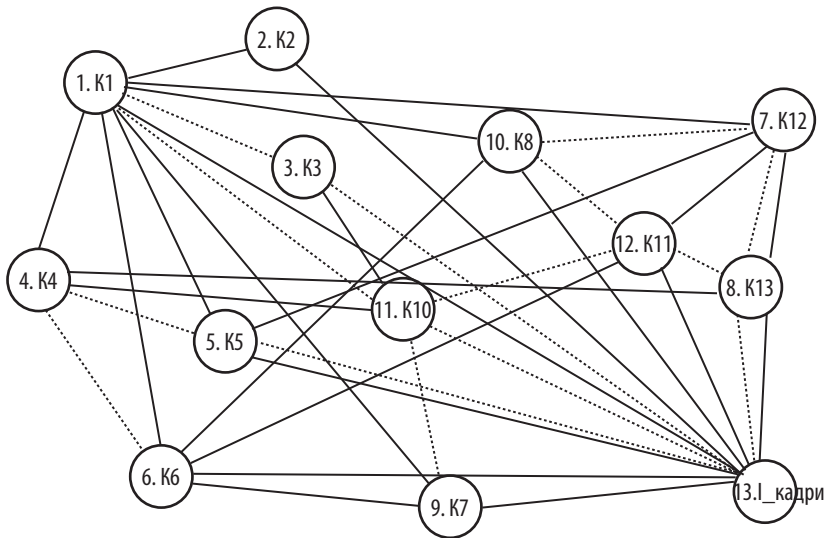 2. K2
1. K1
7. K12
10. K8
3. K3
12. K11
4. K4
8. K13
11. K10
5. K5
6. K6
9. K7
13.І_кадри